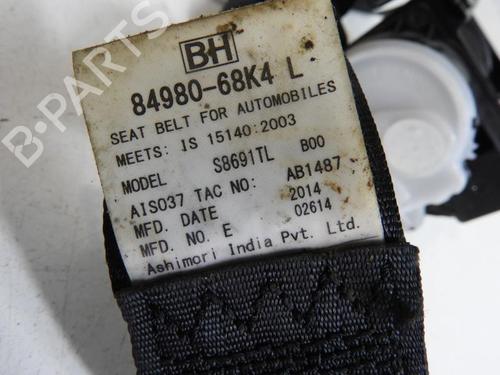 B-PARTS
BH
84980-68K4 L
SEAT BELT FOR AUTOMOBILES
MEETS: IS 15140:2003
MODEL S8691TL B00
AIS037 TAC NO: AB1487
MFD. DATE 2014
MFD. NO. E 02614
Ashimori India Pvt. Ltd.